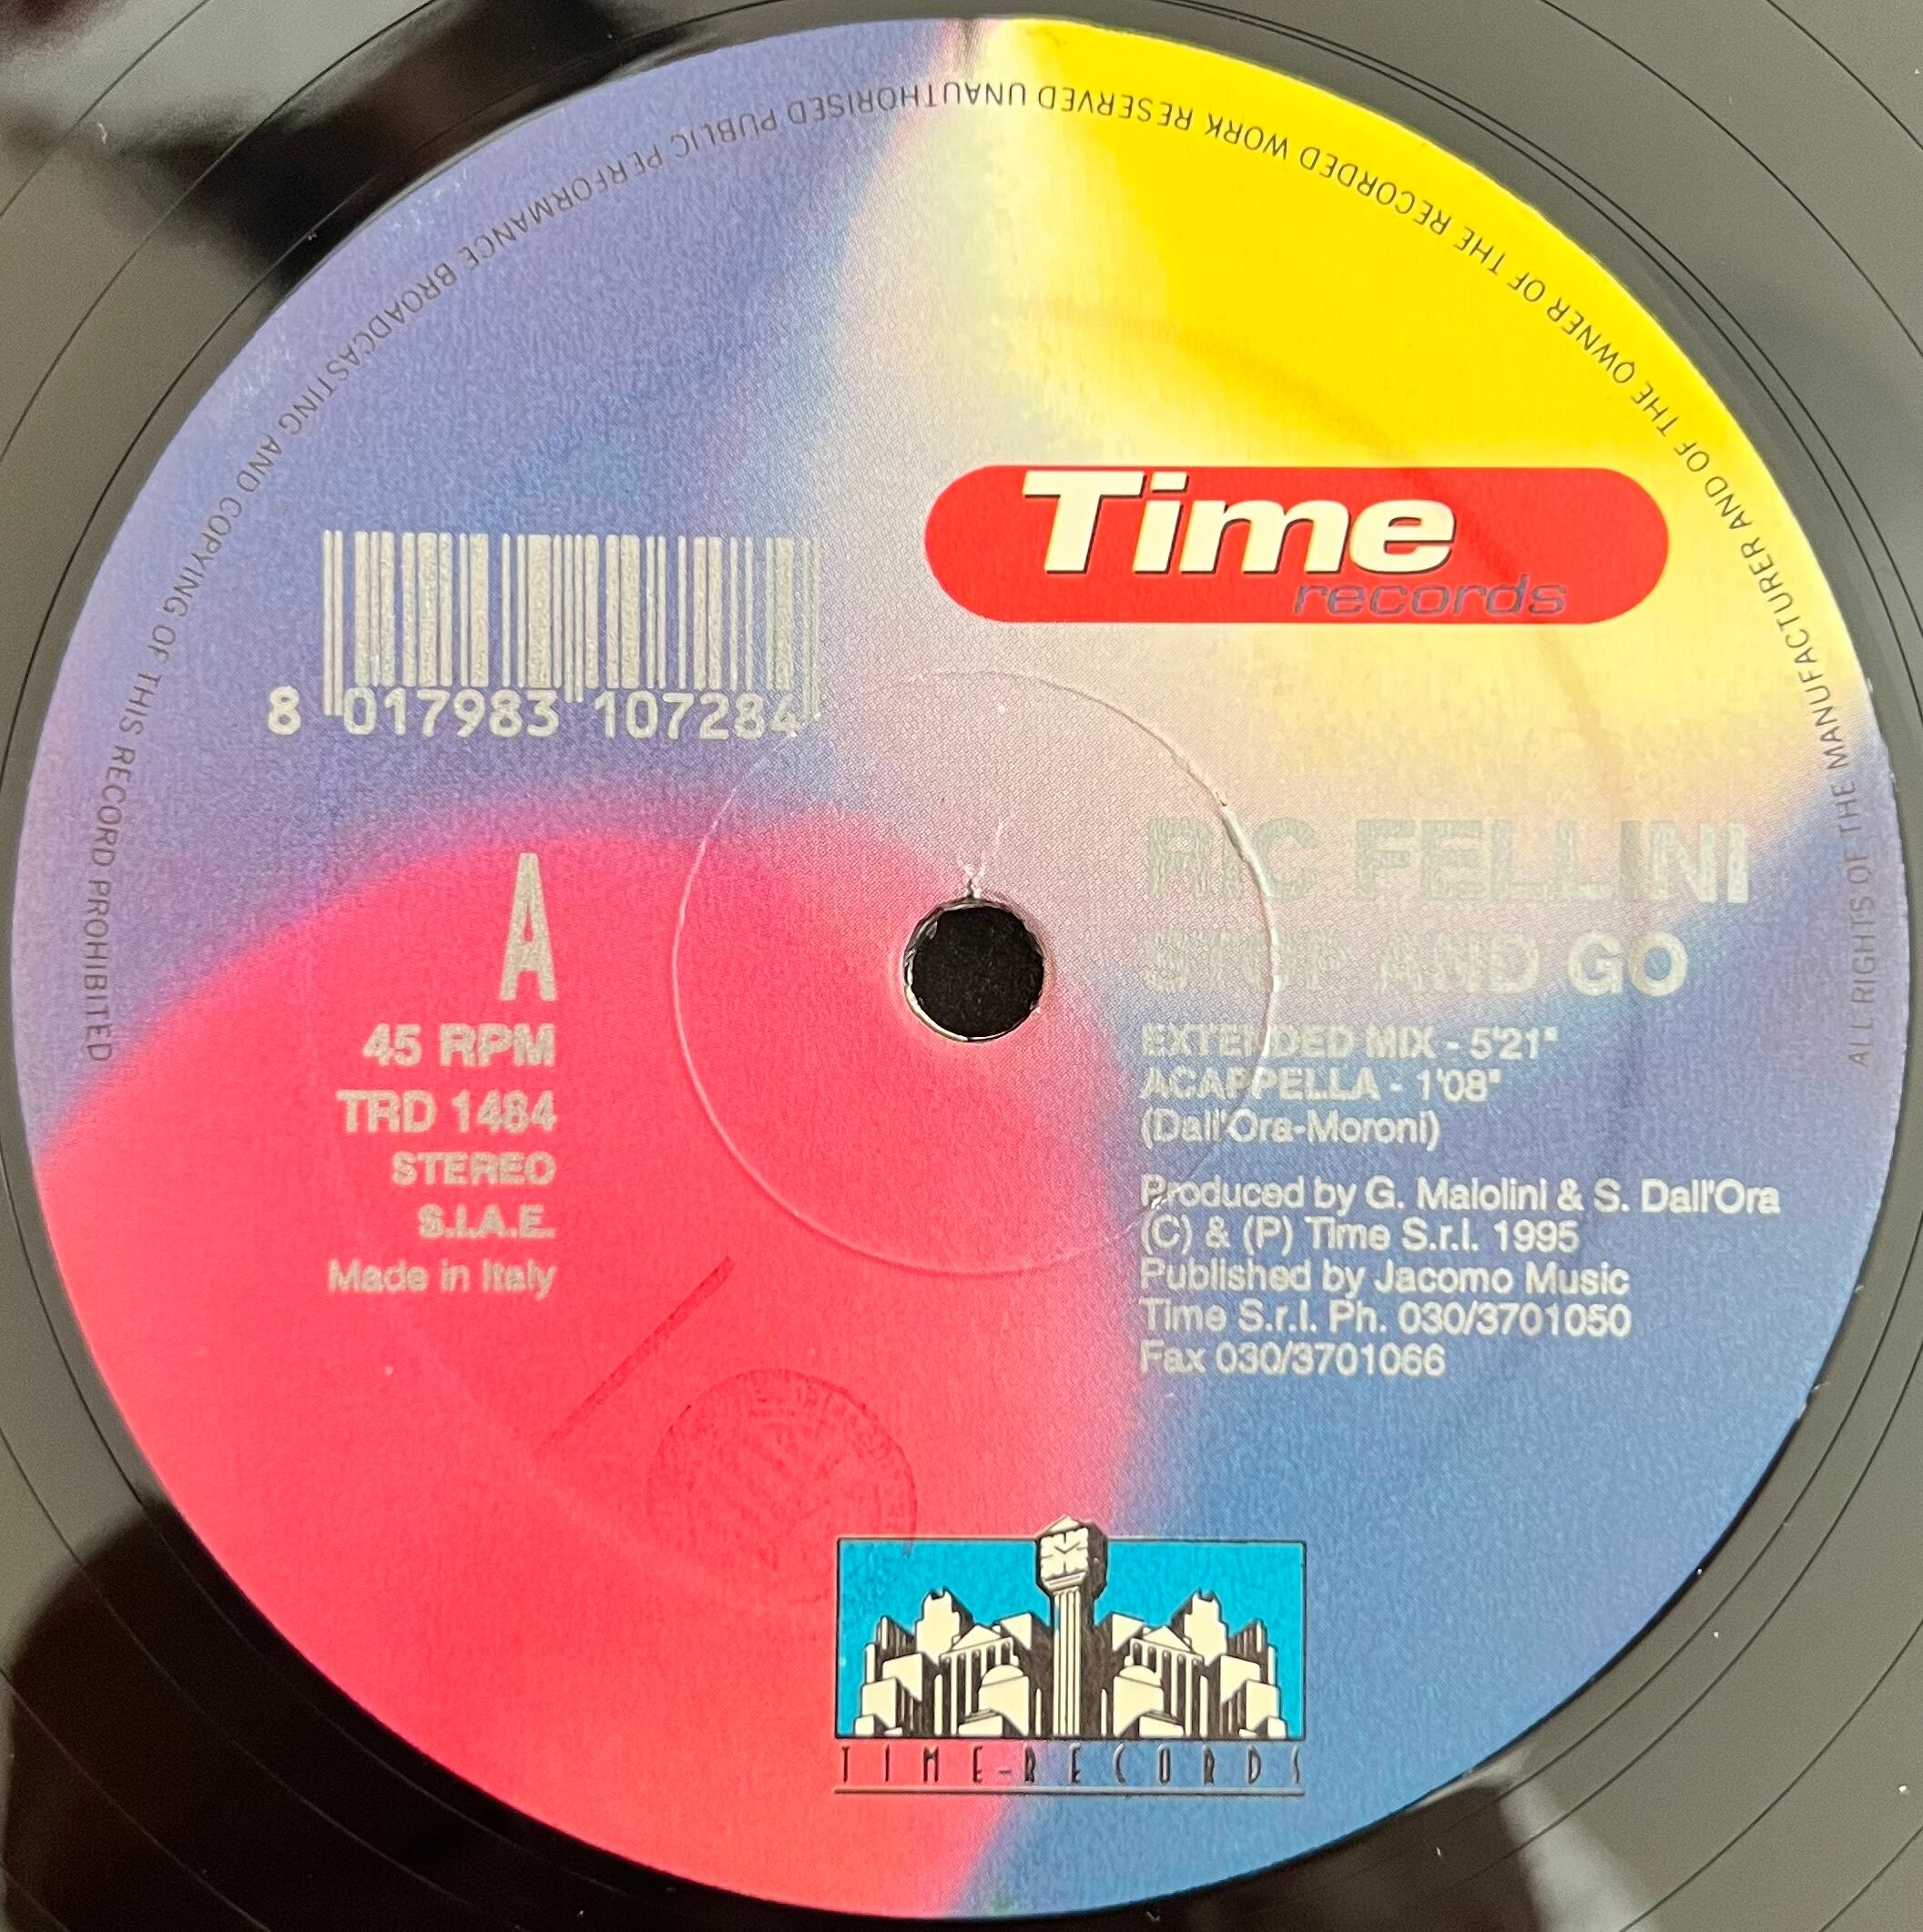 ALL RIGHTS OF THE MANUFACTURER AND OF THE OWNER OF THE RECORDED WORK RESERVED UNAUTHORISED PUBLIC PERFORMANCE BROADCASTING AND COPYING OF THIS RECORD PROHIBITED
Time
records
8 017983 107284
A
45 RPM
TRD 1484
STEREO
S.I.A.E.
Made in Italy
RIC FELLINI
STOP AND GO
EXTENDED MIX - 5'21"
ACAPPELLA - 1'08"
(Dall'Ora-Moroni)
Produced by G. Maiolini & S. Dall'Ora
(C) & (P) Time S.r.l. 1995
Published by Jacomo Music
Time S.r.l. Ph. 030/3701050
Fax 030/3701066
TIME-RECORDS